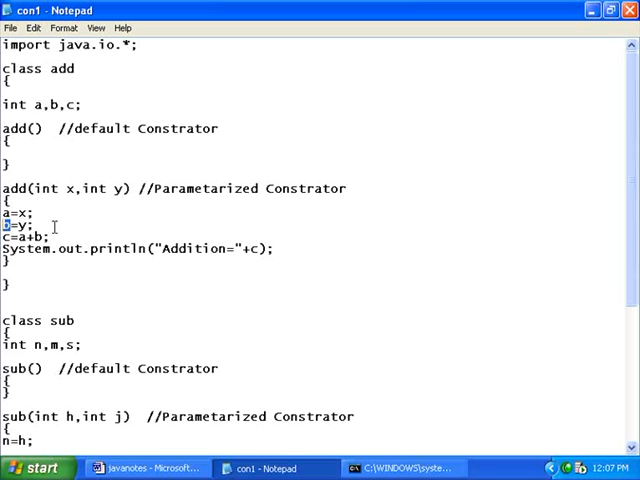 con1 - Notepad
File Edit Format View Help
import java.io.*;
class add
{
int a,b,c;
add()  //default Constrator
{
}
add(int x,int y) //Parametarized Constrator
{
a=x;
b=y;
c=a+b;
System.out.println("Addition="+c);
}
}
class sub
{
int n,m,s;
sub()  //default Constrator
{
}
sub(int h,int j)  //Parametarized Constrator
{
n=h;
start
javanotes - Microsoft...
con1 - Notepad
C:\WINDOWS\syste...
12:07 PM